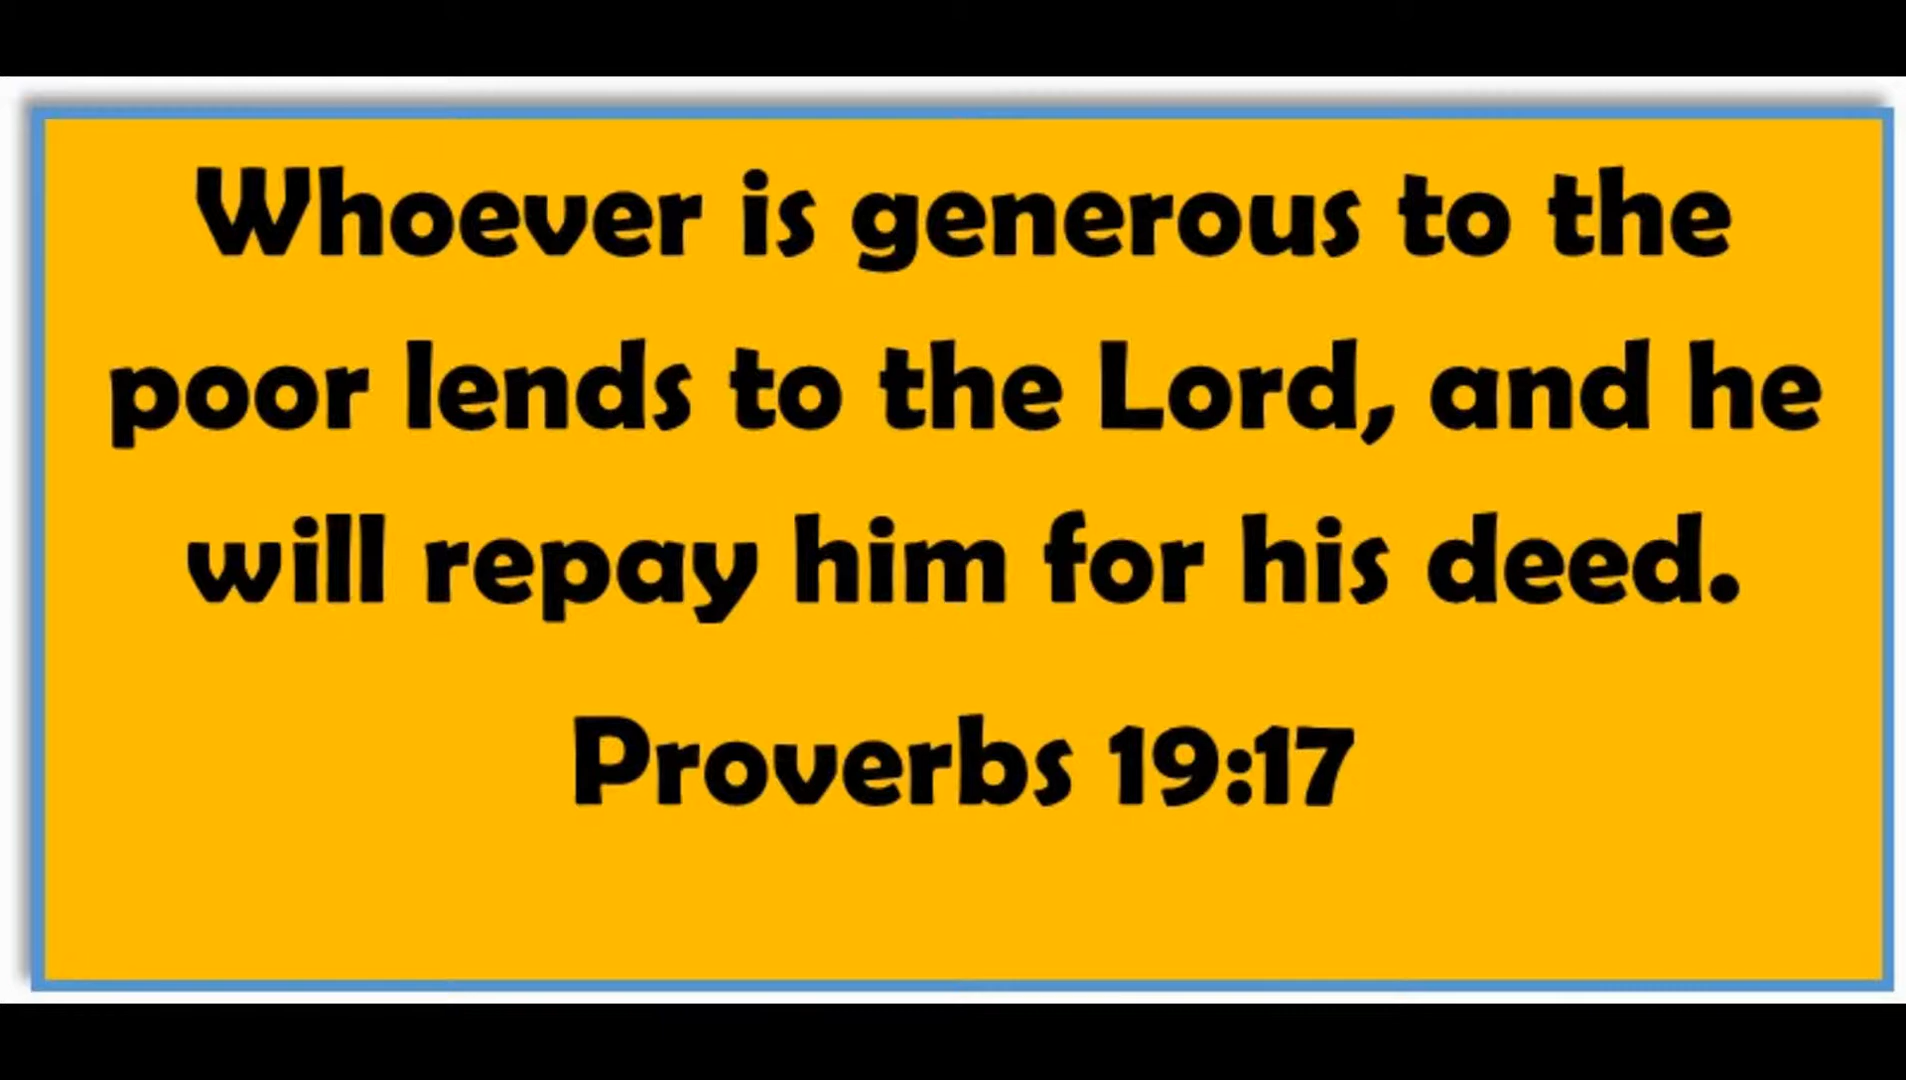 Whoever is generous to the
poor lends to the Lord, and he
will repay him for his deed.
Proverbs 19:17